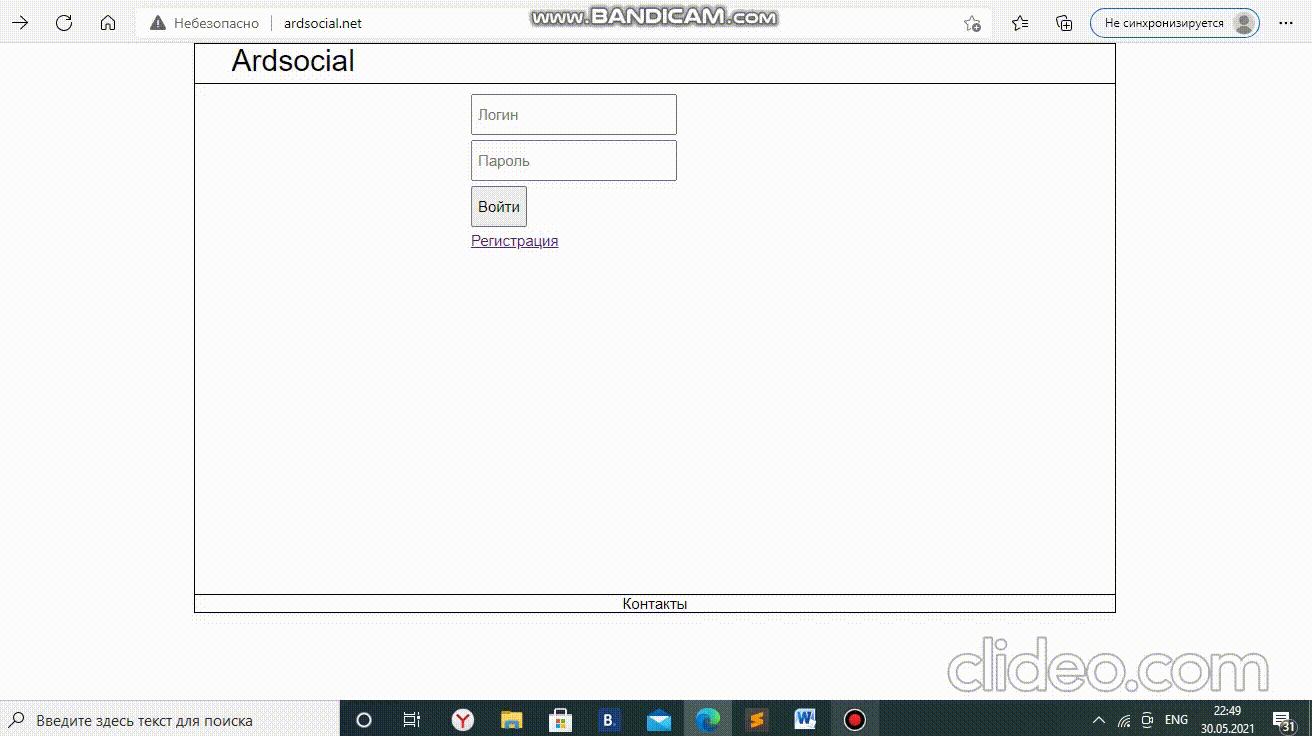 Небезопасно
ardsocial.net
www.BANDICAM.com
Не синхронизируется
Ardsocial
Логин
Пароль
Войти
Регистрация
Контакты
clideo.com
Введите здесь текст для поиска
Y
B.
W
ENG
22:49
30.05.2021
31